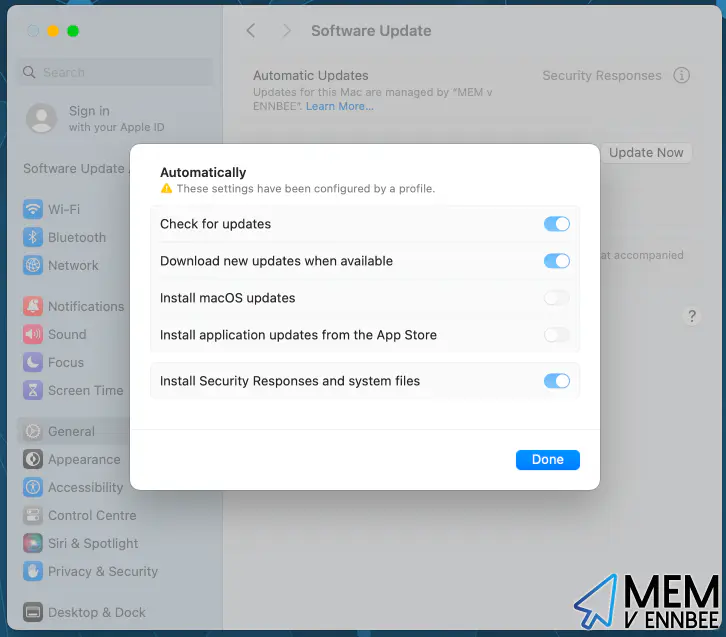 Software Update
Search
Sign in
with your Apple ID
Software Update
Wi-Fi
Bluetooth
Network
Notifications
Sound
Focus
Screen Time
General
Appearance
Accessibility
Control Centre
Siri & Spotlight
Privacy & Security
Desktop & Dock
Automatic Updates
Updates for this Mac are managed by “MEM v
ENNBEE”. Learn More...
Security Responses
Update Now
at accompanied
?
Automatically
These settings have been configured by a profile.
Check for updates
Download new updates when available
Install macOS updates
Install application updates from the App Store
Install Security Responses and system files
Done
MEM
V ENNBEE